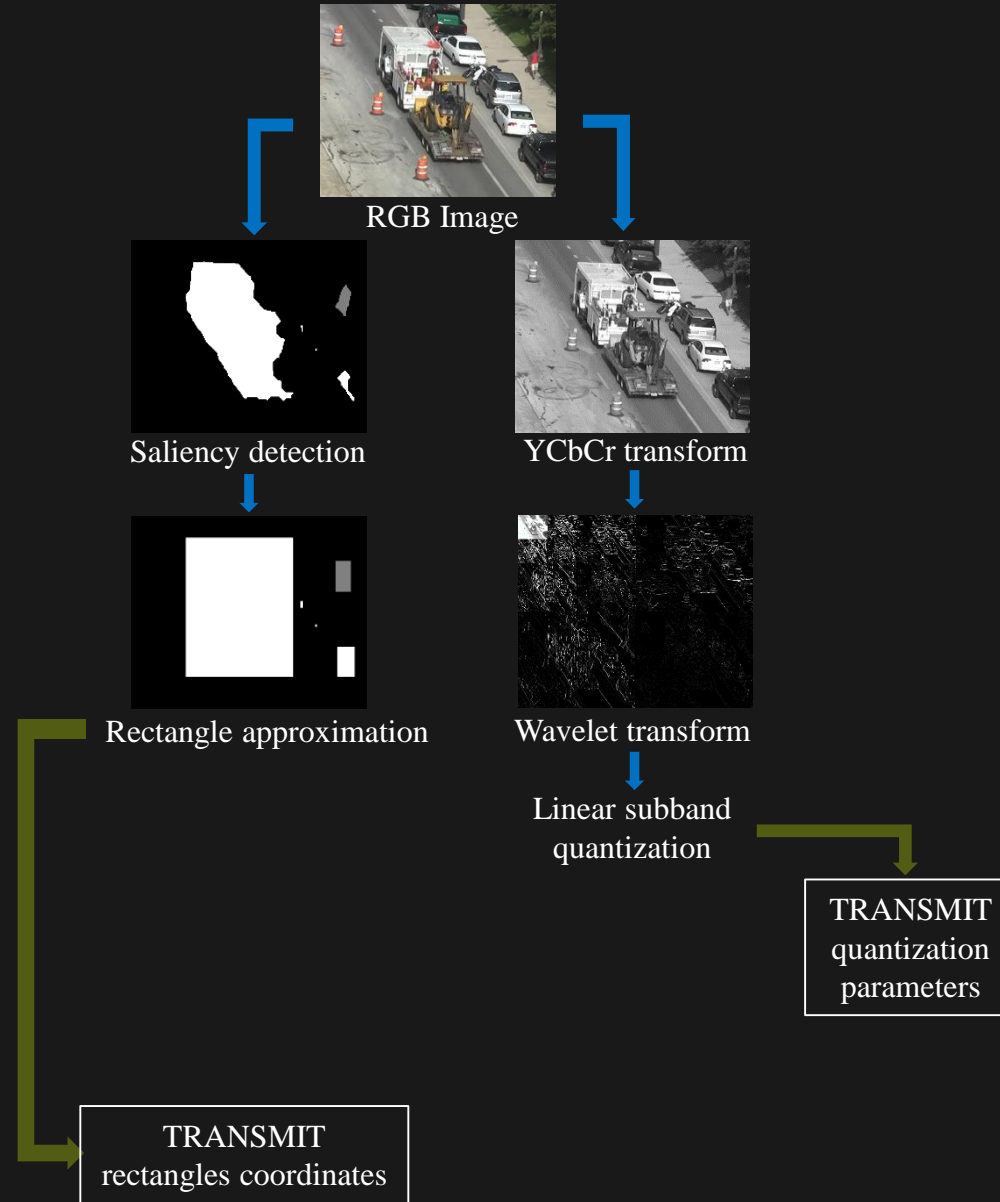 RGB Image
Saliency detection
YCbCr transform
Rectangle approximation
Wavelet transform
Linear subband
quantization
TRANSMIT
quantization
parameters
TRANSMIT
rectangles coordinates